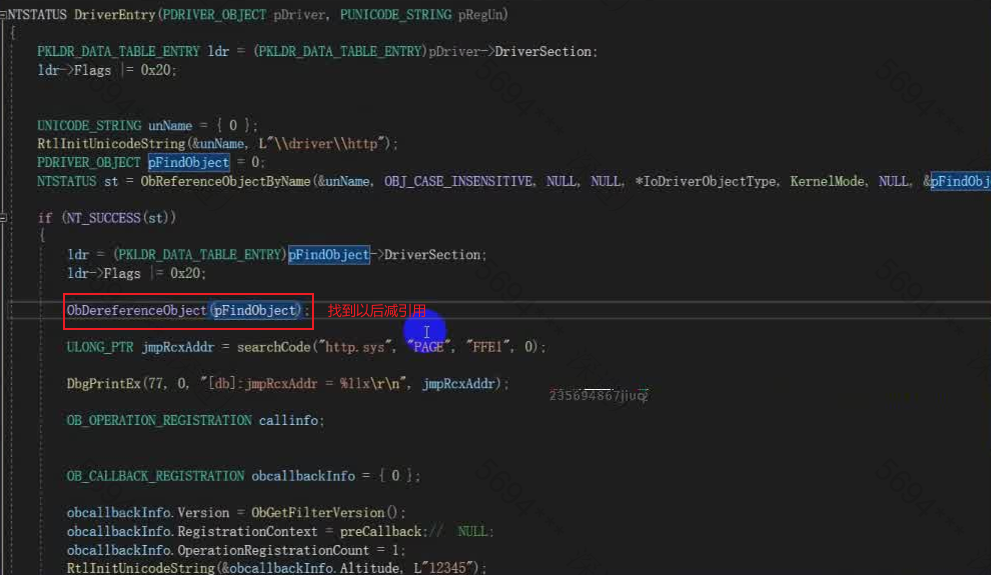 NTSTATUS DriverEntry(PDRIVER_OBJECT pDriver, PUNICODE_STRING pRegUn)
{
PKLDR_DATA_TABLE_ENTRY ldr = (PKLDR_DATA_TABLE_ENTRY)pDriver->DriverSection;
ldr->Flags |= 0x20;
UNICODE_STRING unName = { 0 };
RtlInitUnicodeString(&unName, L"\\driver\\http");
PDRIVER_OBJECT pFindObject = 0;
NTSTATUS st = ObReferenceObjectByName(&unName, OBJ_CASE_INSENSITIVE, NULL, NULL, *IoDriverObjectType, KernelMode, NULL, &pFindObj
if (NT_SUCCESS(st))
{
ldr = (PKLDR_DATA_TABLE_ENTRY)pFindObject->DriverSection;
ldr->Flags |= 0x20;
ObDereferenceObject(pFindObject); 找到以后减引用
ULONG_PTR jmpRcxAddr = searchCode("http.sys", "PAGE", "FFE1", 0);
DbgPrintEx(77, 0, "[db]:jmpRcxAddr = %llx\r\n", jmpRcxAddr);
OB_OPERATION_REGISTRATION callinfo;
OB_CALLBACK_REGISTRATION obcallbackInfo = { 0 };
obcallbackInfo.Version = ObGetFilterVersion();
obcallbackInfo.RegistrationContext = preCallback;// NULL;
obcallbackInfo.OperationRegistrationCount = 1;
RtlInitUnicodeString(&obcallbackInfo.Altitude, L"12345");